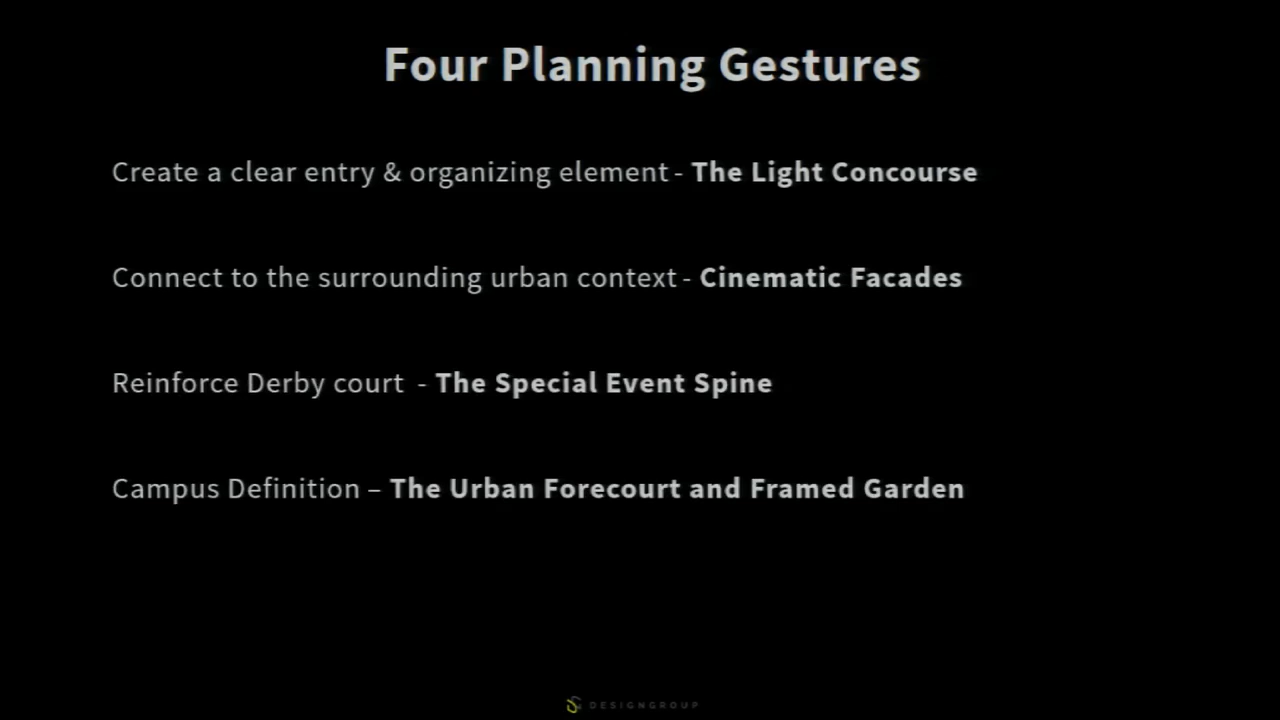 Four Planning Gestures
Create a clear entry & organizing element - The Light Concourse
Connect to the surrounding urban context - Cinematic Facades
Reinforce Derby court - The Special Event Spine
Campus Definition – The Urban Forecourt and Framed Garden
DESIGNGROUP